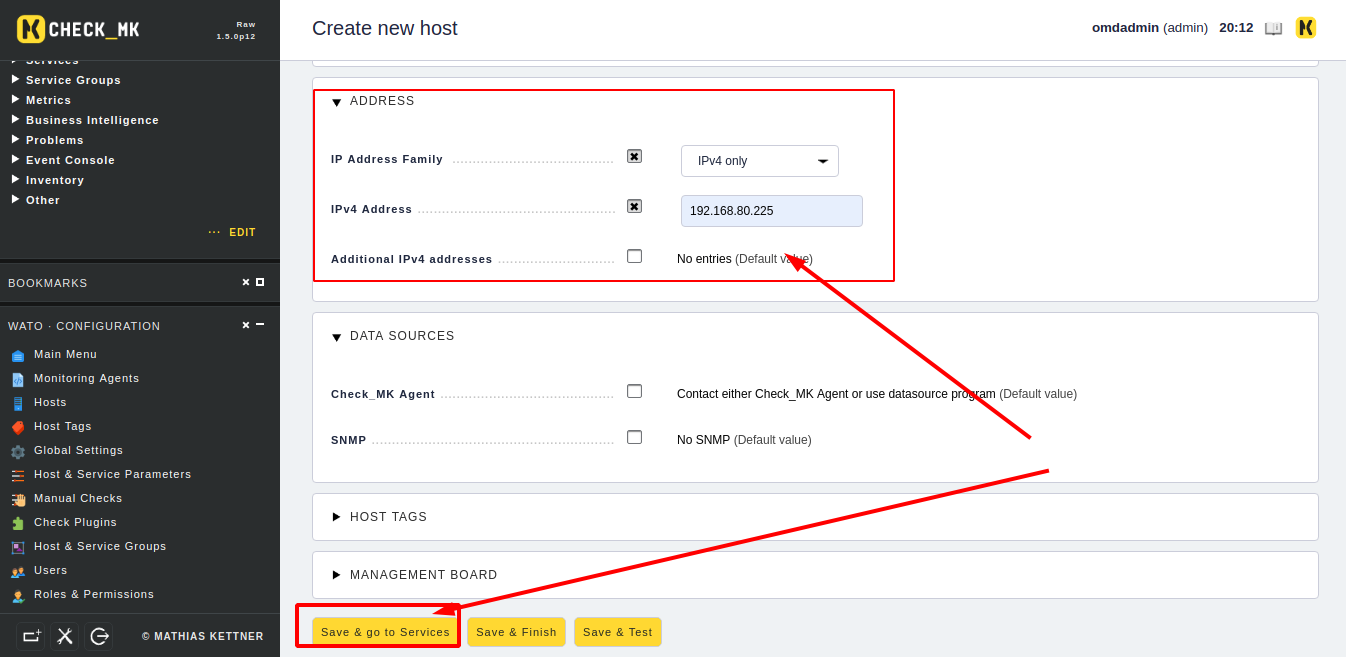 CHECK_MK
Raw
1.5.0p12
Create new host
omdadmin (admin) 20:12
Services
Service Groups
Metrics
Business Intelligence
Problems
Event Console
Inventory
Other
... EDIT
BOOKMARKS
WATO · CONFIGURATION
Main Menu
Monitoring Agents
Hosts
Host Tags
Global Settings
Host & Service Parameters
Manual Checks
Check Plugins
Host & Service Groups
Users
Roles & Permissions
© MATHIAS KETTNER
ADDRESS
IP Address Family IPv4 only
IPv4 Address 192.168.80.225
Additional IPv4 addresses No entries (Default value)
DATA SOURCES
Check_MK Agent Contact either Check_MK Agent or use datasource program (Default value)
SNMP No SNMP (Default value)
HOST TAGS
MANAGEMENT BOARD
Save & go to Services Save & Finish Save & Test